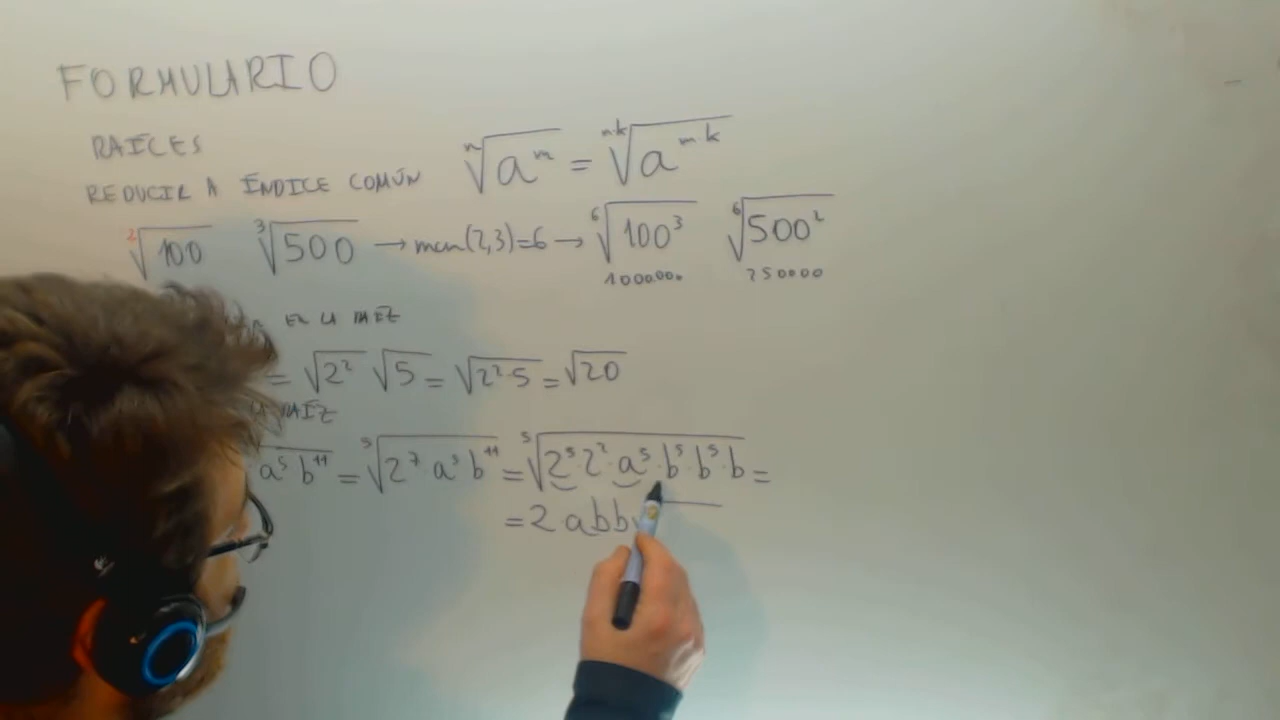 FORMULARIO
RAÍCES
REDUCIR A ÍNDICE COMÚN ⁿ√aᵐ = ⁿᵏ√aᵐᵏ
²√100 ³√500 → mcm(2,3)=6 → ⁶√100³ ⁶√500²
1000000 250000
EN LA RAÍZ
= √2² √5 = √2²·5 = √20
LA RAÍZ
a⁵ b¹¹ = ⁵√2⁷ a⁵ b¹¹ = ⁵√2⁵·2²·a⁵·b⁵·b⁵·b =
= 2 a b b